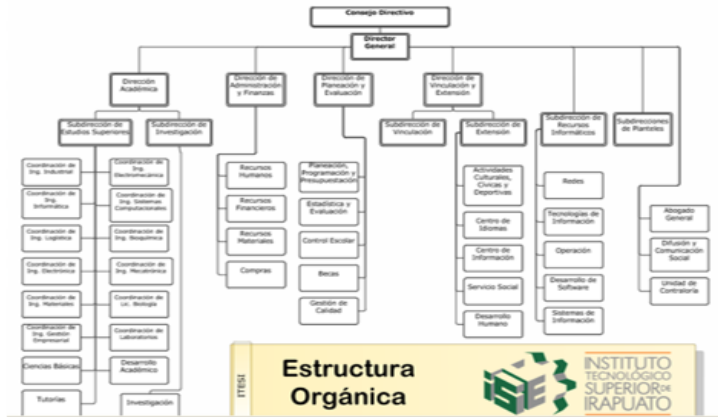 Consejo Directivo
Director
General
Dirección
Académica
Dirección de
Administración
y Finanzas
Dirección de
Planeación y
Evaluación
Dirección de
Vinculación y
Extensión
Subdirección de
Estudios Superiores
Subdirección de
Investigación
Subdirección de
Vinculación
Subdirección de
Extensión
Subdirección de
Recursos
Informáticos
Subdirecciones
de Planteles
Coordinación de
Ing. Industrial
Coordinación de
Ing.
Electromecánica
Coordinación de
Ing.
Informática
Coordinación de
Ing. Sistemas
Computacionales
Coordinación de
Ing. Logística
Coordinación de
Ing. Bioquímica
Coordinación de
Ing. Electrónica
Coordinación de
Ing. Mecatrónica
Coordinación de
Ing. Materiales
Coordinación de
Lic. Biología
Coordinación de
Ing. Gestión
Empresarial
Coordinación de
Laboratorios
Ciencias Básicas
Desarrollo
Académico
Tutorías
Investigación
Recursos
Humanos
Recursos
Financieros
Recursos
Materiales
Compras
Planeación,
Programación y
Presupuestación
Estadística y
Evaluación
Control Escolar
Becas
Gestión de
Calidad
Actividades
Culturales,
Cívicas y
Deportivas
Centro de
Idiomas
Centro de
Información
Servicio Social
Desarrollo
Humano
Redes
Tecnologías de
Información
Operación
Desarrollo de
Software
Sistemas de
Información
Abogado
General
Difusión y
Comunicación
Social
Unidad de
Contraloría
ITESI
Estructura
Orgánica
INSTITUTO
TECNOLÓGICO
SUPERIOR DE
IRAPUATO